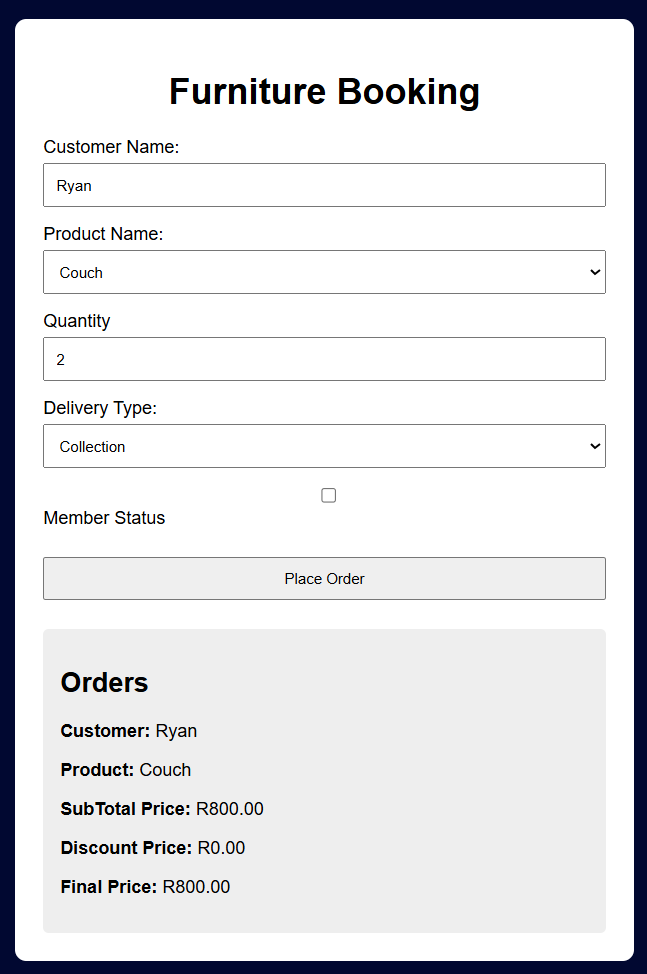 Furniture Booking
Customer Name:
Ryan
Product Name:
Couch
Quantity
2
Delivery Type:
Collection
Member Status
Place Order
Orders
Customer: Ryan
Product: Couch
SubTotal Price: R800.00
Discount Price: R0.00
Final Price: R800.00